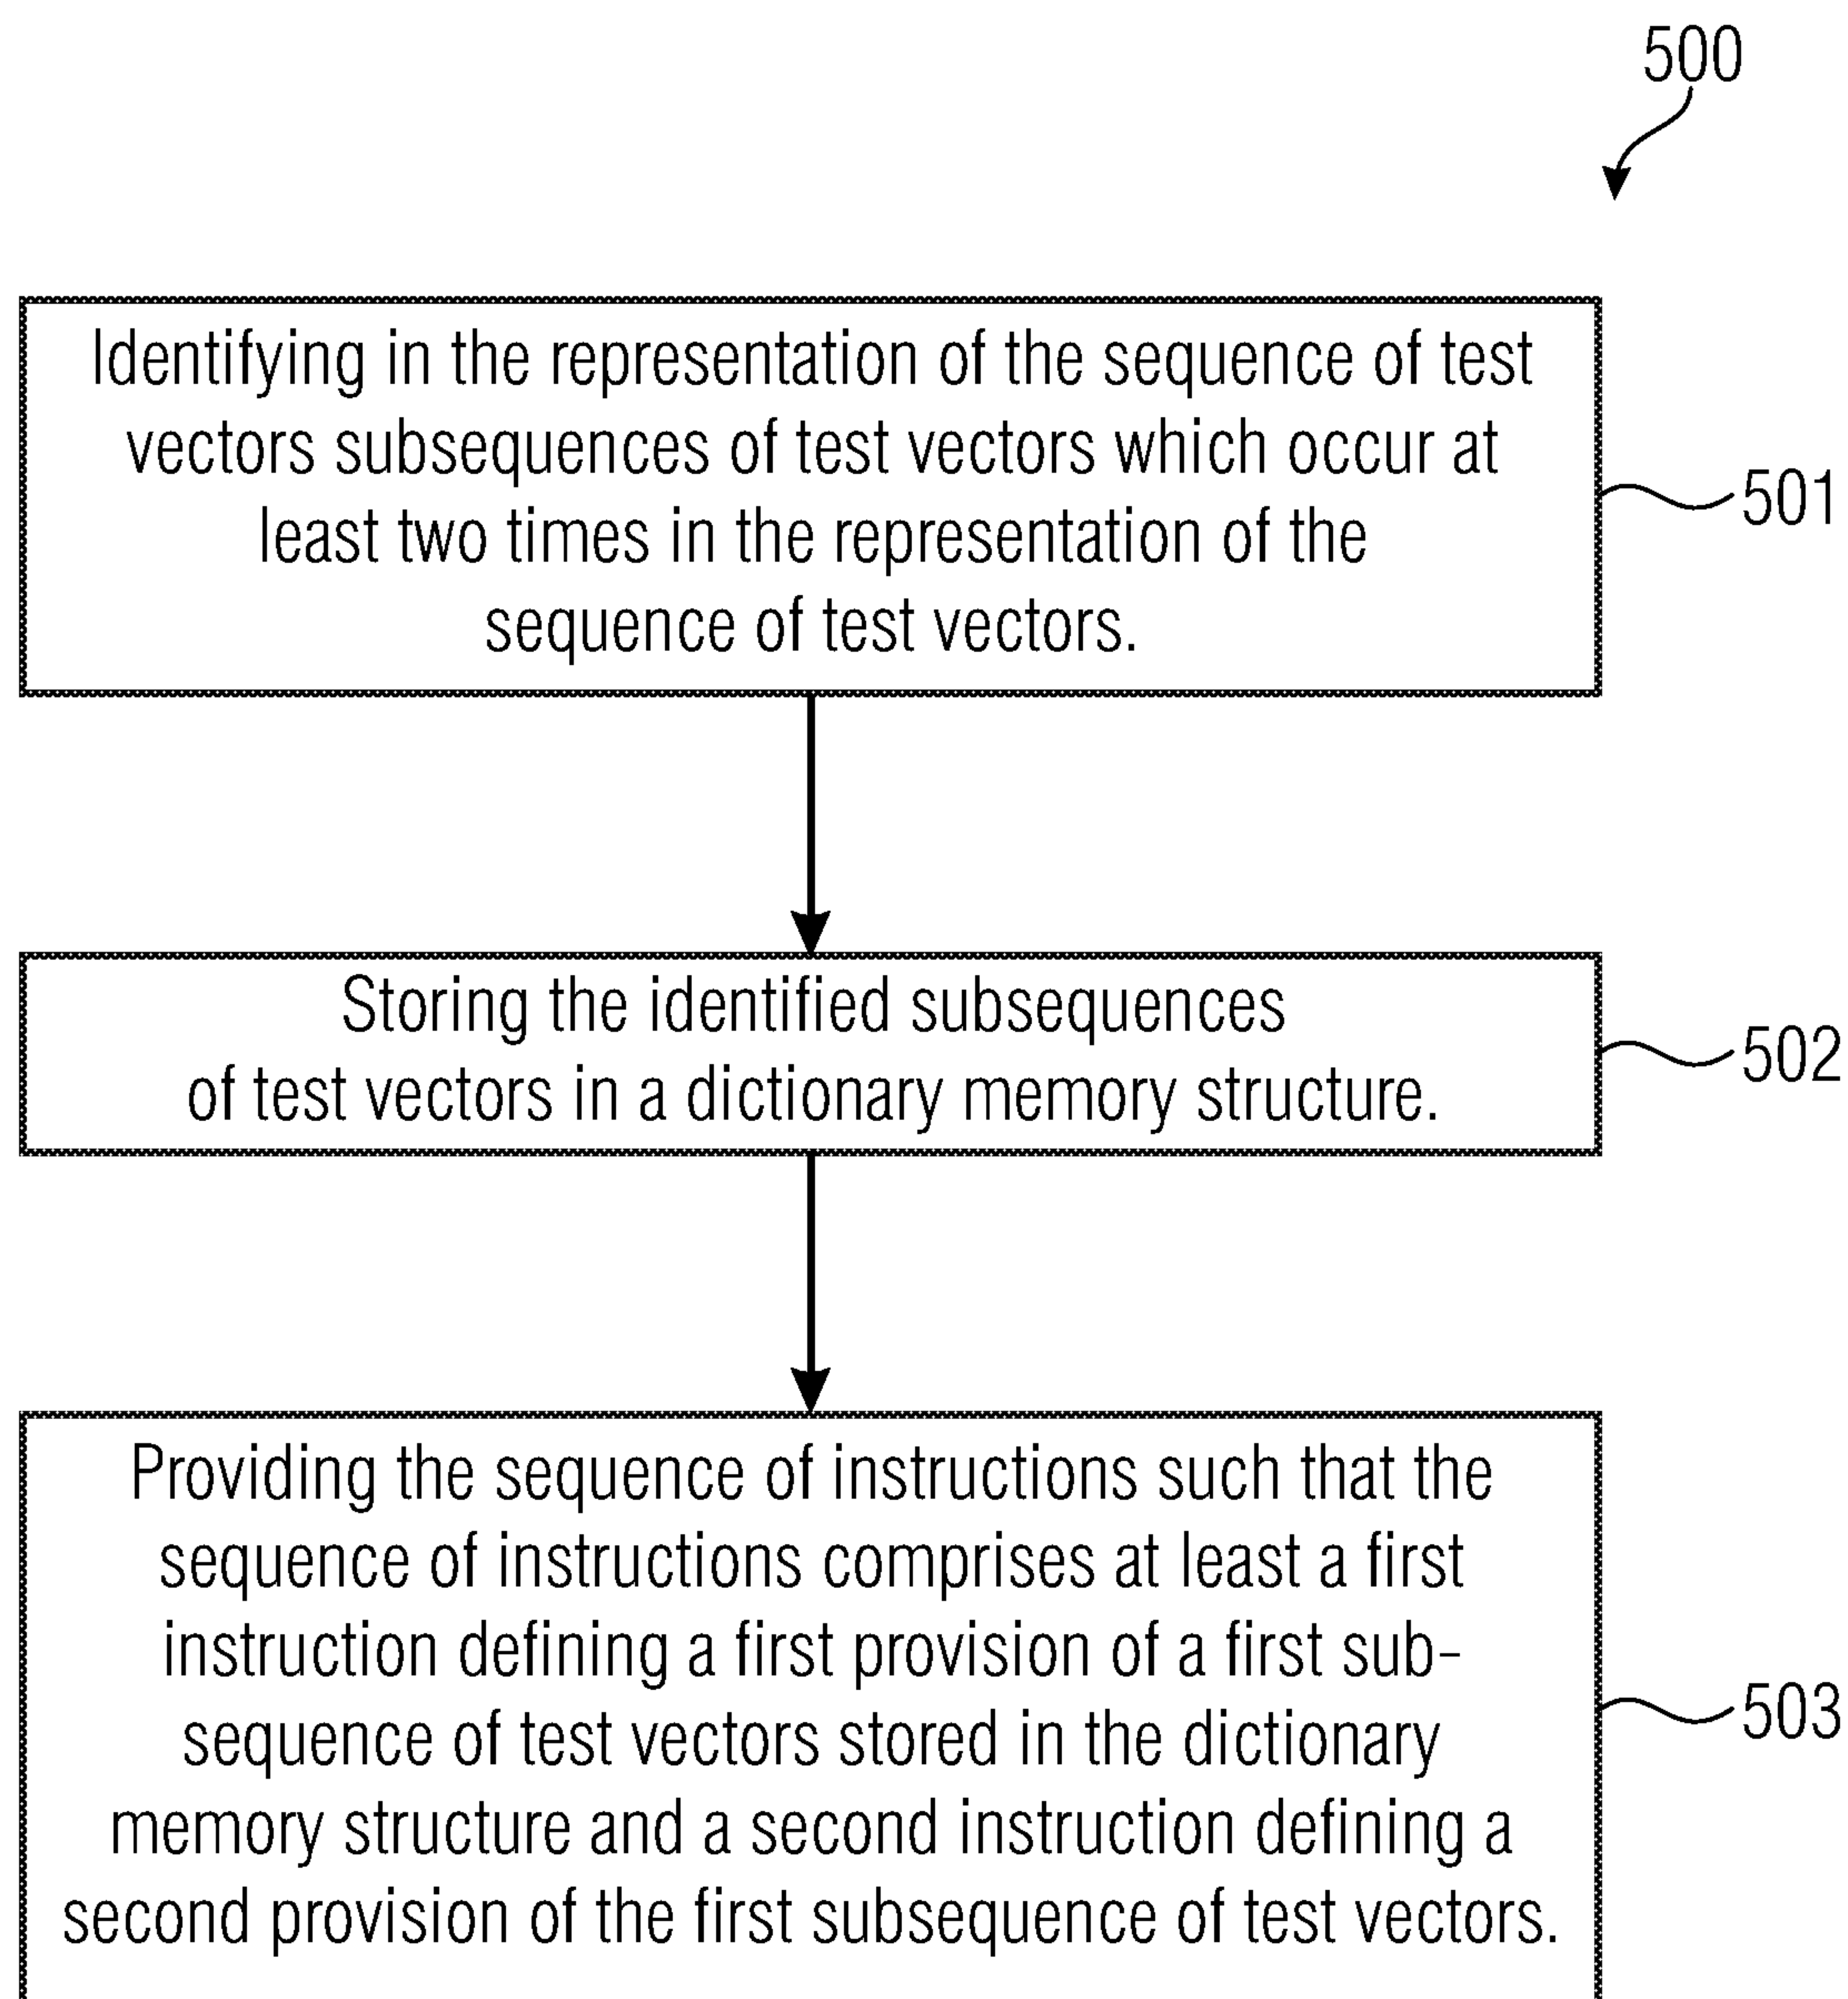 500
Identifying in the representation of the sequence of test
vectors subsequences of test vectors which occur at
least two times in the representation of the
sequence of test vectors.
501
Storing the identified subsequences
of test vectors in a dictionary memory structure.
502
Providing the sequence of instructions such that the
sequence of instructions comprises at least a first
instruction defining a first provision of a first sub-
sequence of test vectors stored in the dictionary
memory structure and a second instruction defining a
second provision of the first subsequence of test vectors.
503